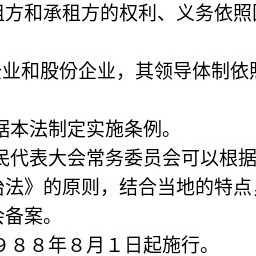 租方和承租方的权利、义务依照
企业和股份企业，其领导体制依
据本法制定实施条例。
民代表大会常务委员会可以根据
治法》的原则，结合当地的特点，
会备案。
９８８年８月１日起施行。